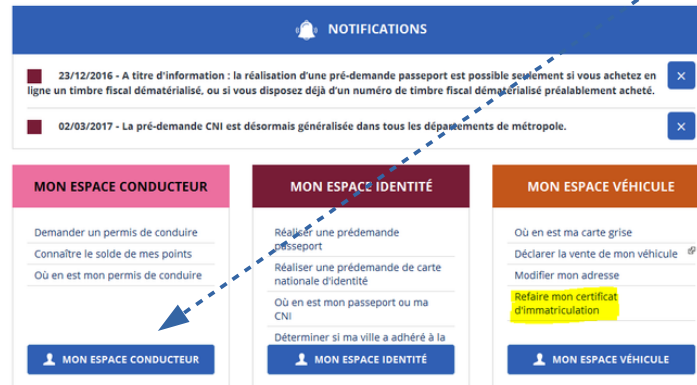 NOTIFICATIONS
23/12/2016 - A titre d'information : la réalisation d'une pré-demande passeport est possible seulement si vous achetez en
ligne un timbre fiscal dématérialisé, ou si vous disposez déjà d'un numéro de timbre fiscal dématérialisé préalablement acheté.
02/03/2017 - La pré-demande CNI est désormais généralisée dans tous les départements de métropole.
MON ESPACE CONDUCTEUR
Demander un permis de conduire
Connaître le solde de mes points
Où en est mon permis de conduire
MON ESPACE CONDUCTEUR
MON ESPACE IDENTITÉ
Réaliser une prédemande
passeport
Réaliser une prédemande de carte
nationale d'identité
Où en est mon passeport ou ma
CNI
Déterminer si ma ville a adhéré à la
MON ESPACE IDENTITÉ
MON ESPACE VÉHICULE
Où en est ma carte grise
Déclarer la vente de mon véhicule
Modifier mon adresse
Refaire mon certificat
d'immatriculation
MON ESPACE VÉHICULE